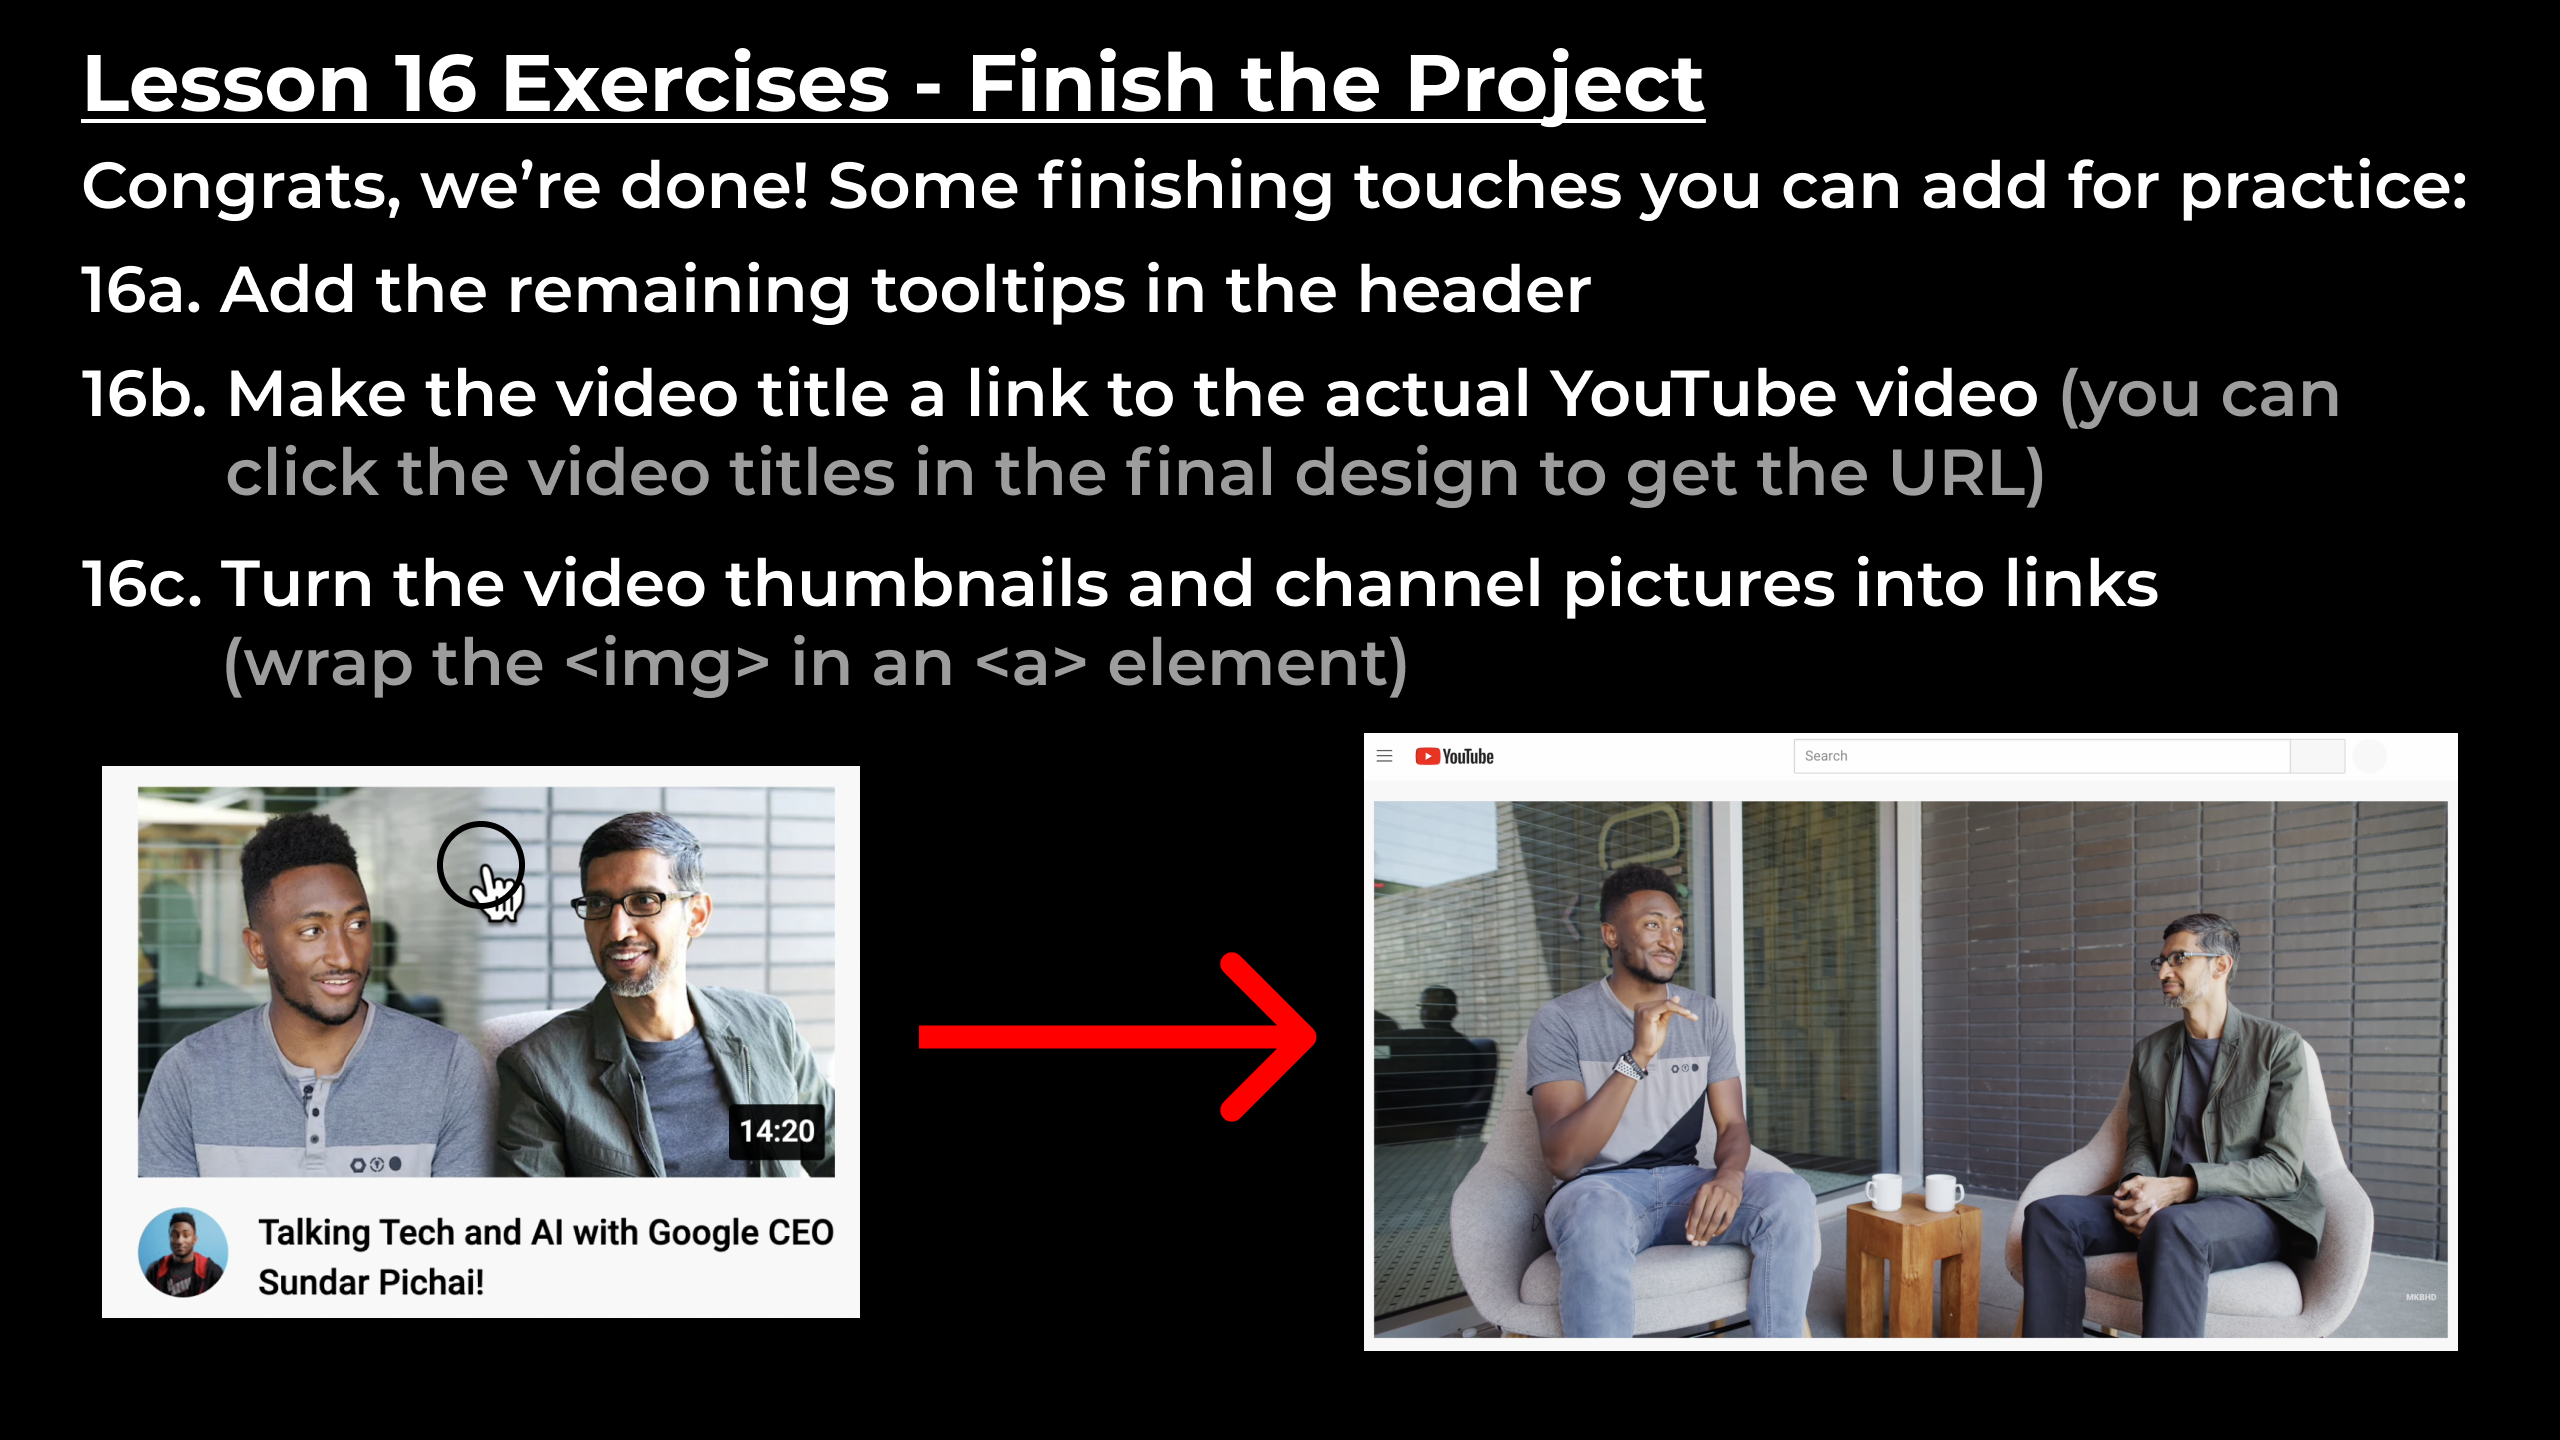 Lesson 16 Exercises - Finish the Project
Congrats, we’re done! Some finishing touches you can add for practice:
16a. Add the remaining tooltips in the header
16b. Make the video title a link to the actual YouTube video (you can
click the video titles in the final design to get the URL)
16c. Turn the video thumbnails and channel pictures into links
(wrap the <img> in an <a> element)
14:20
Talking Tech and AI with Google CEO
Sundar Pichai!
YouTube
Search
MKBHD